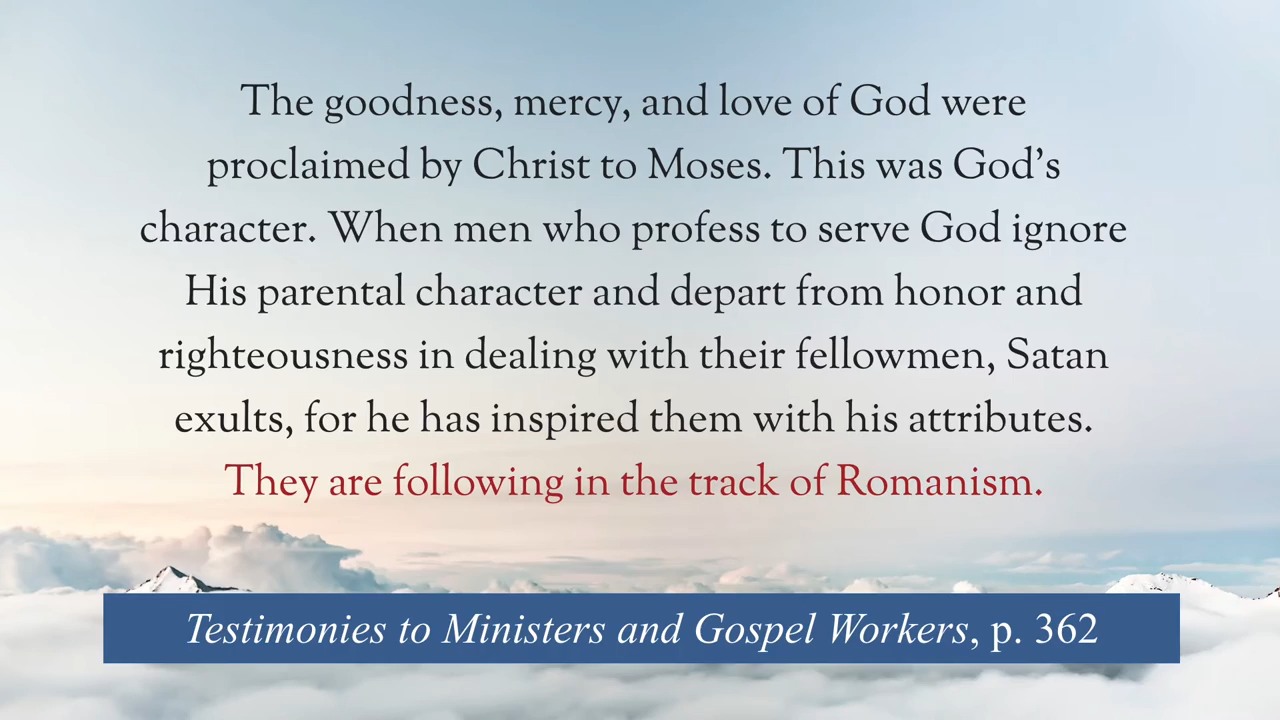 The goodness, mercy, and love of God were
proclaimed by Christ to Moses. This was God’s
character. When men who profess to serve God ignore
His parental character and depart from honor and
righteousness in dealing with their fellowmen, Satan
exults, for he has inspired them with his attributes.
They are following in the track of Romanism.
Testimonies to Ministers and Gospel Workers, p. 362